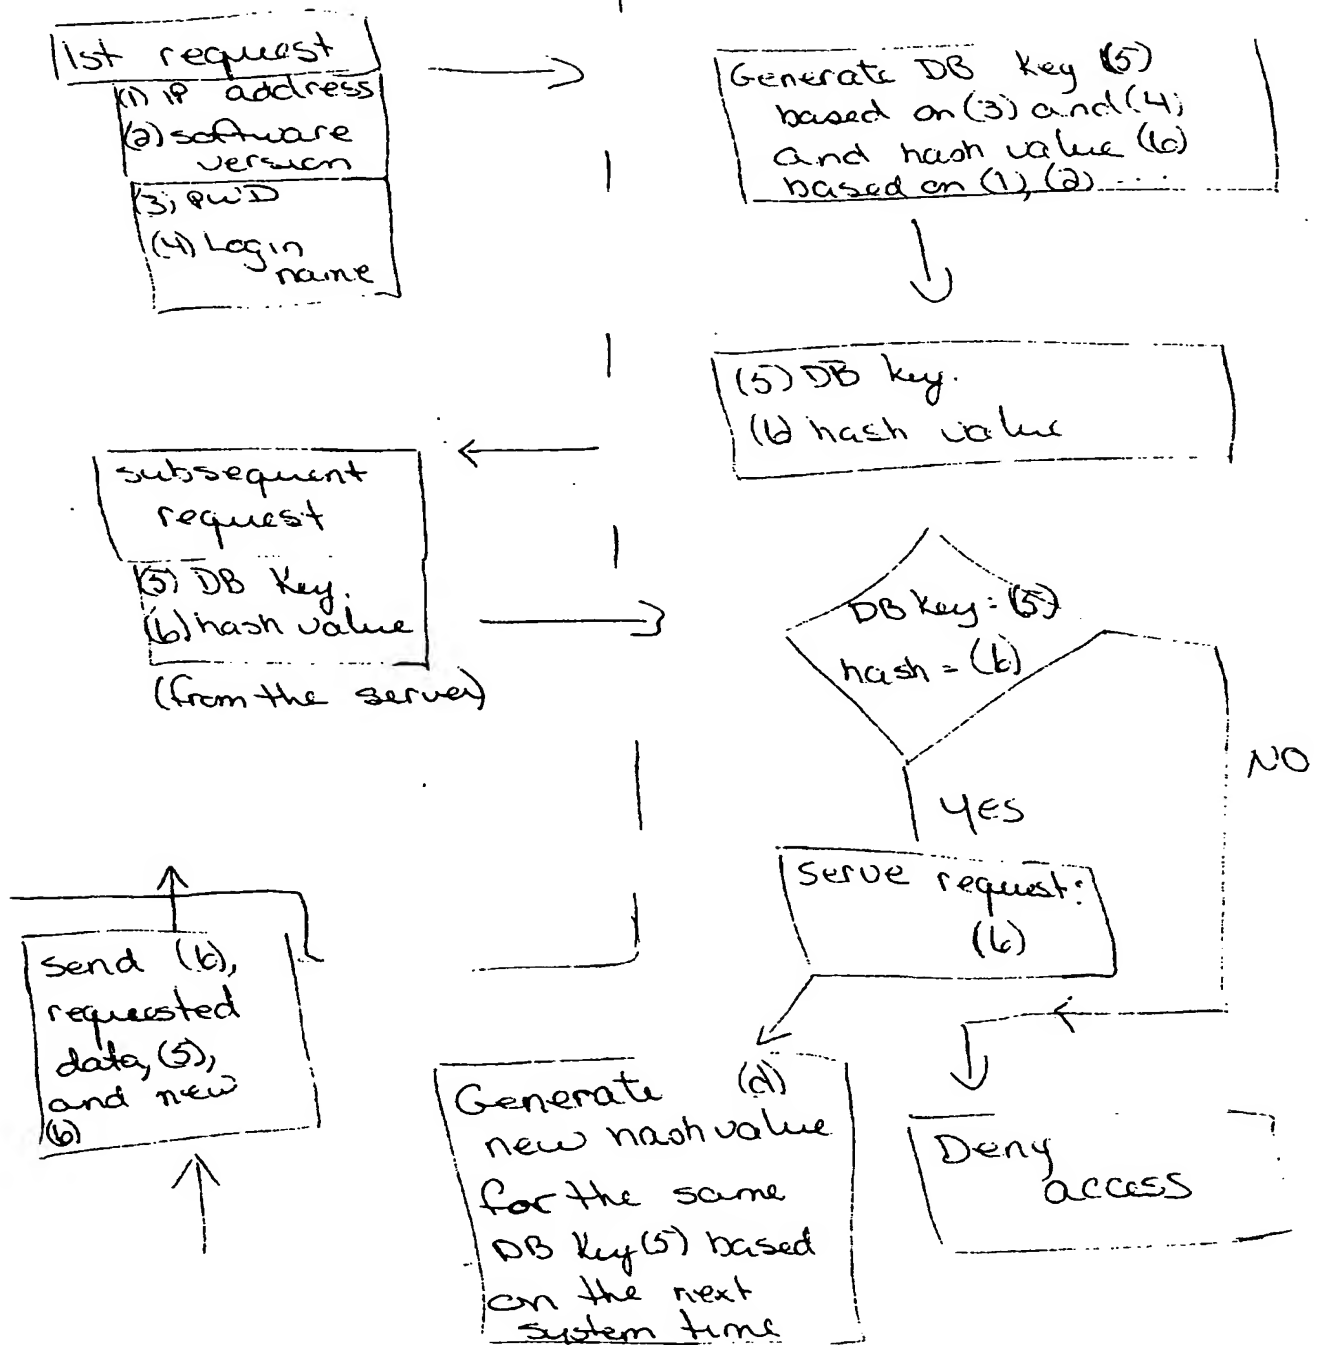 1st request
(1) IP address
(2) software
version
(3) PWD
(4) Login
name
Generate DB key (5)
based on (3) and (4)
and hash value (6)
based on (1), (2) ...
(5) DB key.
(6) hash value
subsequent
request
(5) DB Key.
(6) hash value
(from the server)
DB key = (5)
hash = (6)
NO
YES
Serve request:
(6)
Send (6),
requested
data, (5),
and new
(6)
Generate (d)
new hash value
for the same
DB Key (5) based
on the next
system time
Deny
access